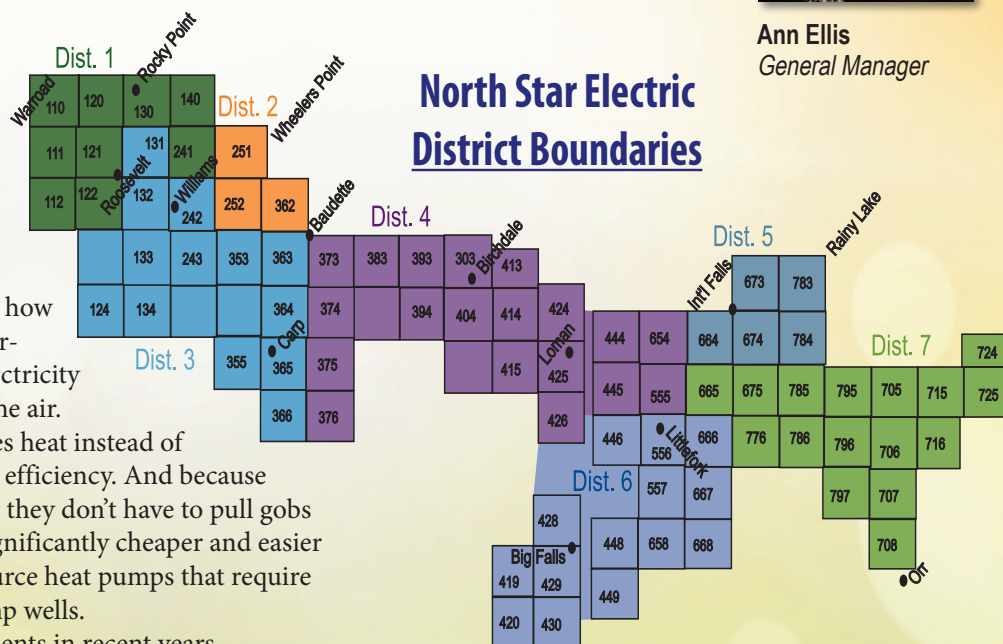 Ann Ellis
General Manager
North Star Electric
District Boundaries
Dist. 1
Rocky Point
Warroad
110
120
130
140
Dist. 2
Wheelers Point
111
121
131
241
251
Roosevelt
Williams
112
122
132
242
252
362
Baudette
Dist. 4
133
243
353
363
373
383
393
303
Birchdale
413
124
134
364
374
394
404
414
424
Dist. 3
355
Carp
365
375
415
Loman
425
366
376
426
Dist. 5
Rainy Lake
Int'l Falls
673
783
444
654
664
674
784
Dist. 7
724
445
555
665
675
785
795
705
715
725
446
556
Littlefork
666
776
786
796
706
716
Dist. 6
557
667
797
707
428
448
658
668
708
Orr
Big Falls
419
429
449
420
430
how
r-
ectricity
ne air.
es heat instead of
efficiency. And because
they don't have to pull gobs
gnificantly cheaper and easier
urce heat pumps that require
np wells.
ents in recent years